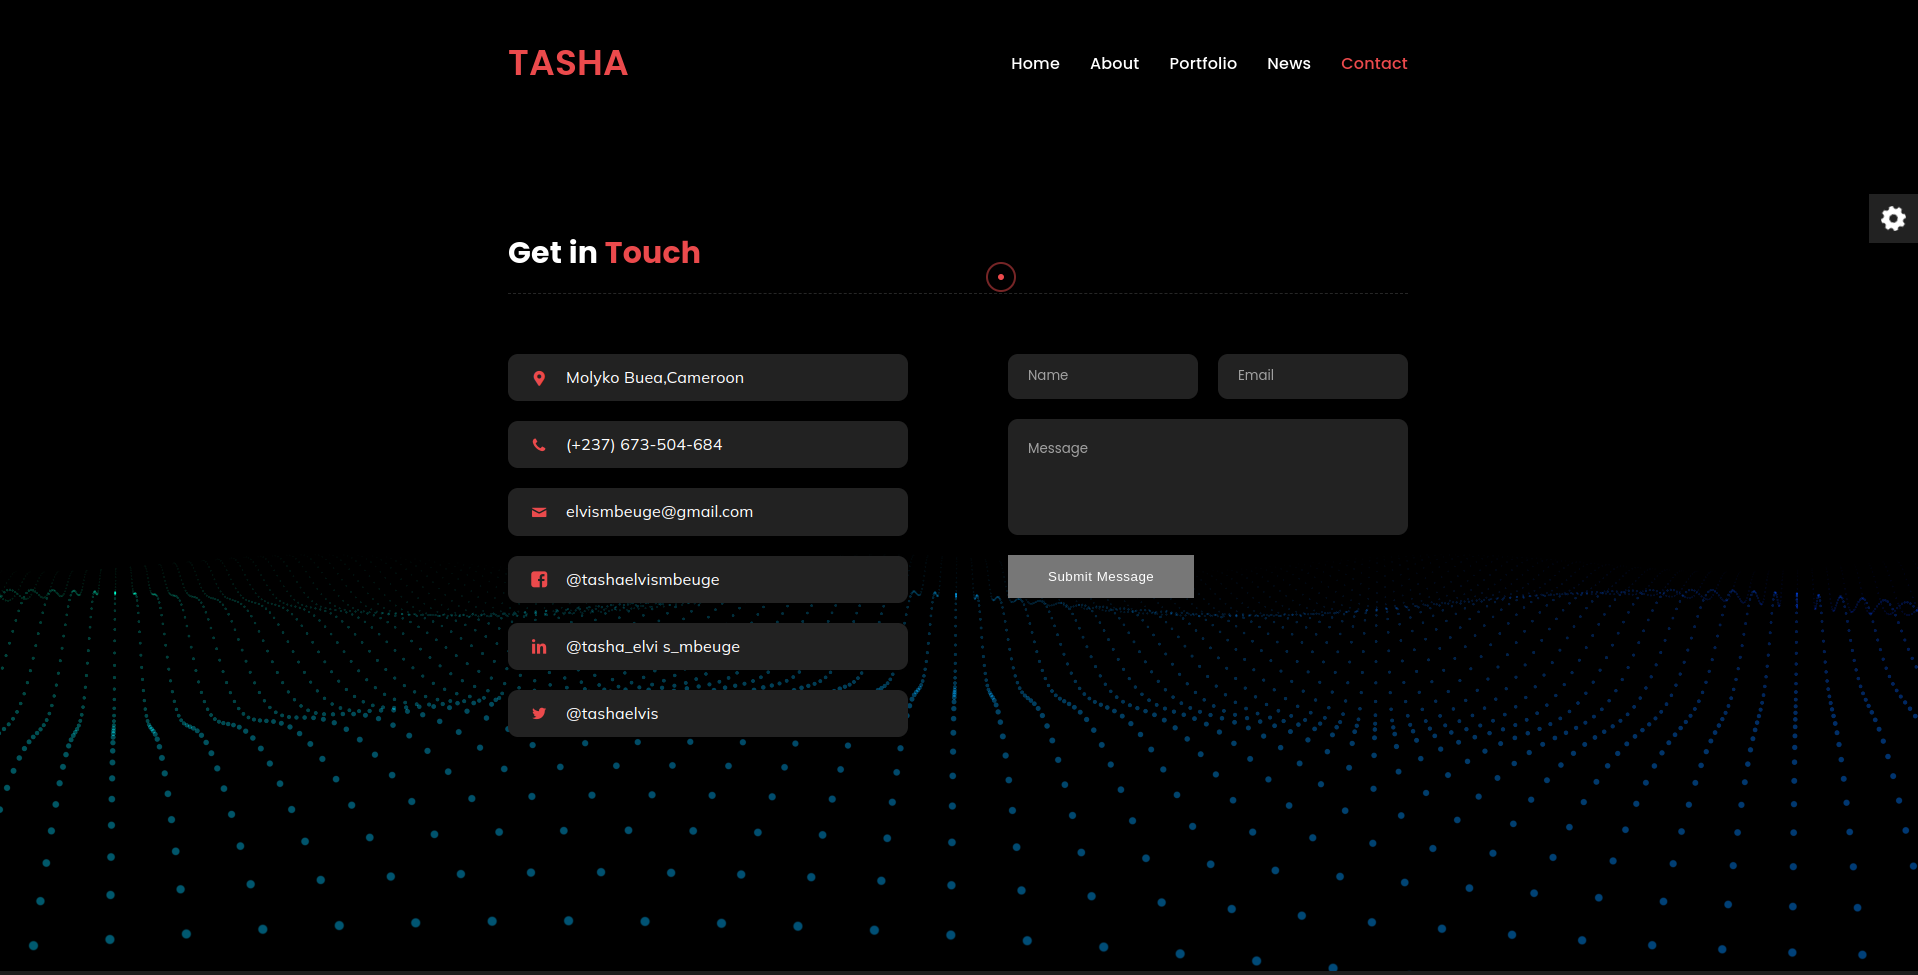 TASHA
Home About Portfolio News Contact
Get in Touch
Molyko Buea,Cameroon
(+237) 673-504-684
elvismbeuge@gmail.com
@tashaelvismbeuge
@tasha_elvi s_mbeuge
@tashaelvis
Name Email
Message
Submit Message